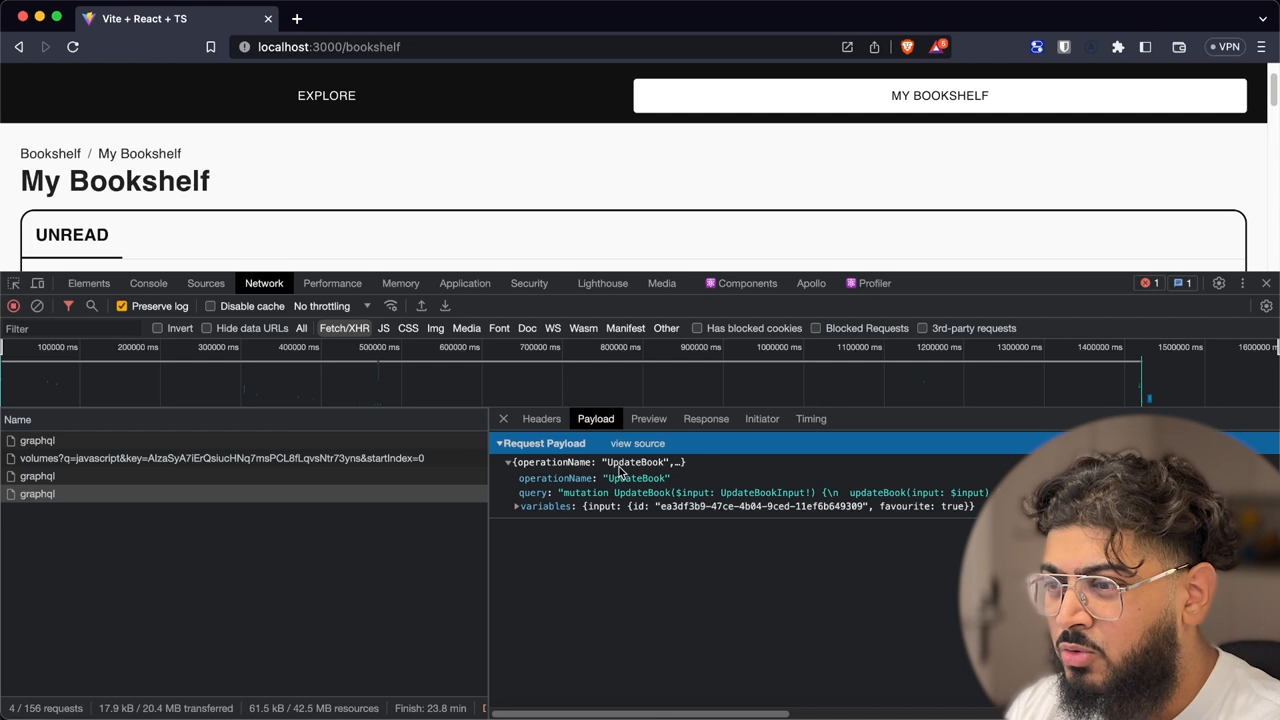 Vite + React + TS
localhost:3000/bookshelf
6
VPN
EXPLORE
MY BOOKSHELF
Bookshelf / My Bookshelf
My Bookshelf
UNREAD
Elements Console Sources Network Performance Memory Application Security Lighthouse Media Components Apollo Profiler 1 1
Preserve log Disable cache No throttling
Filter Invert Hide data URLs All Fetch/XHR JS CSS Img Media Font Doc WS Wasm Manifest Other Has blocked cookies Blocked Requests 3rd-party requests
100000 ms 200000 ms 300000 ms 400000 ms 500000 ms 600000 ms 700000 ms 800000 ms 900000 ms 1000000 ms 1100000 ms 1200000 ms 1300000 ms 1400000 ms 1500000 ms 1600000 m
Name
Headers Payload Preview Response Initiator Timing
graphql
volumes?q=javascript&key=AIzaSyA7iErQsiucHNq7msPCL8fLqvsNtr73yns&startIndex=0
graphql
graphql
Request Payload view source
{operationName: "UpdateBook",…}
operationName: "UpdateBook"
query: "mutation UpdateBook($input: UpdateBookInput!) {\n updateBook(input: $input)
variables: {input: {id: "ea3df3b9-47ce-4b04-9ced-11ef6b649309", favourite: true}}
4 / 156 requests 17.9 kB / 20.4 MB transferred 61.5 kB / 42.5 MB resources Finish: 23.8 min